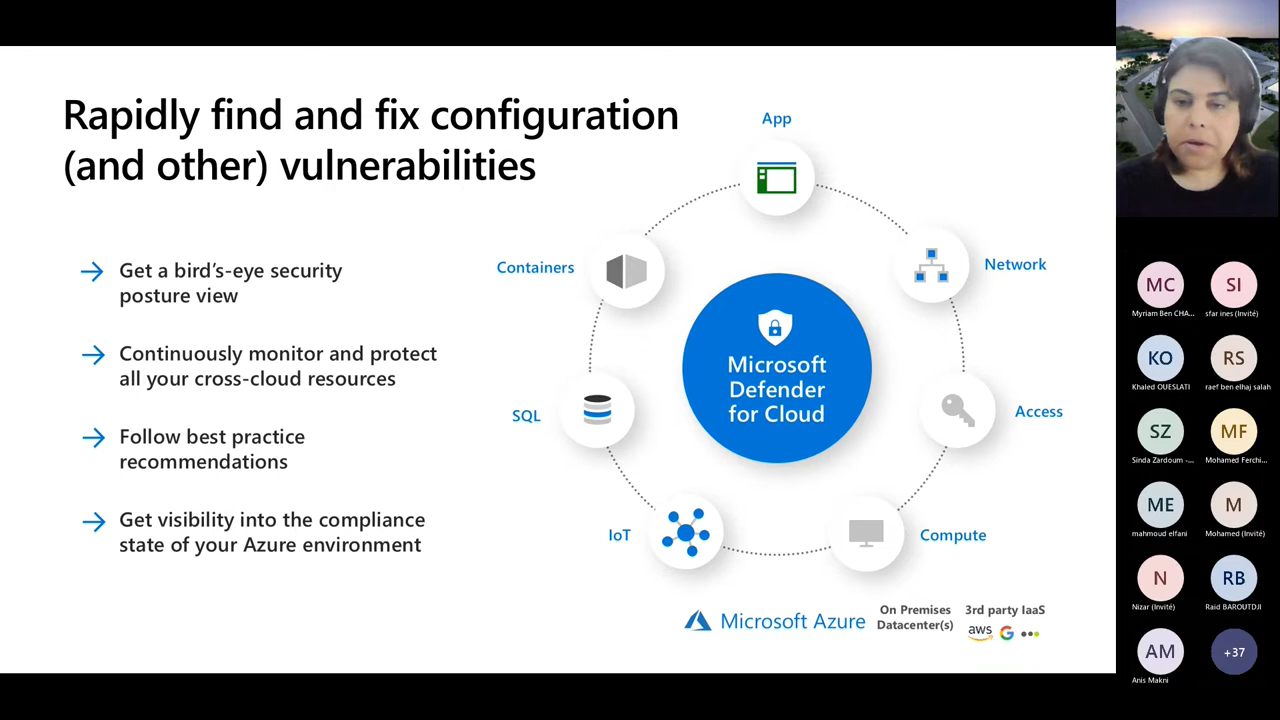 Rapidly find and fix configuration
(and other) vulnerabilities
Get a bird's-eye security
posture view
Continuously monitor and protect
all your cross-cloud resources
Follow best practice
recommendations
Get visibility into the compliance
state of your Azure environment
App
Containers
Network
Microsoft
Defender
for Cloud
SQL
Access
IoT
Compute
Microsoft Azure
On Premises
Datacenter(s)
3rd party IaaS
aws
G
MC
Myriam Ben CHA...
SI
sfar ines (Invité)
KO
Khaled OUESLATI
RS
raef ben elhaj salah
SZ
Sinda Zardoum -...
MF
Mohamed Ferchi...
ME
mahmoud elfani
M
Mohamed (Invité)
N
Nizar (Invité)
RB
Raid BAROUTDJI
AM
Anis Makni
+37